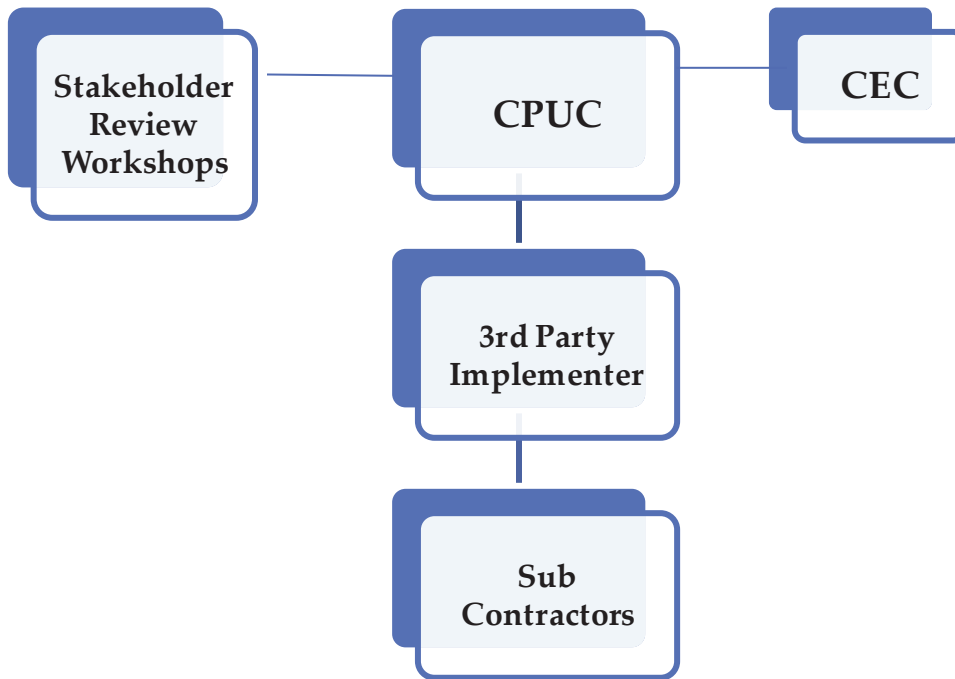 Stakeholder
Review
Workshops
CPUC
CEC
3rd Party
Implementer
Sub
Contractors